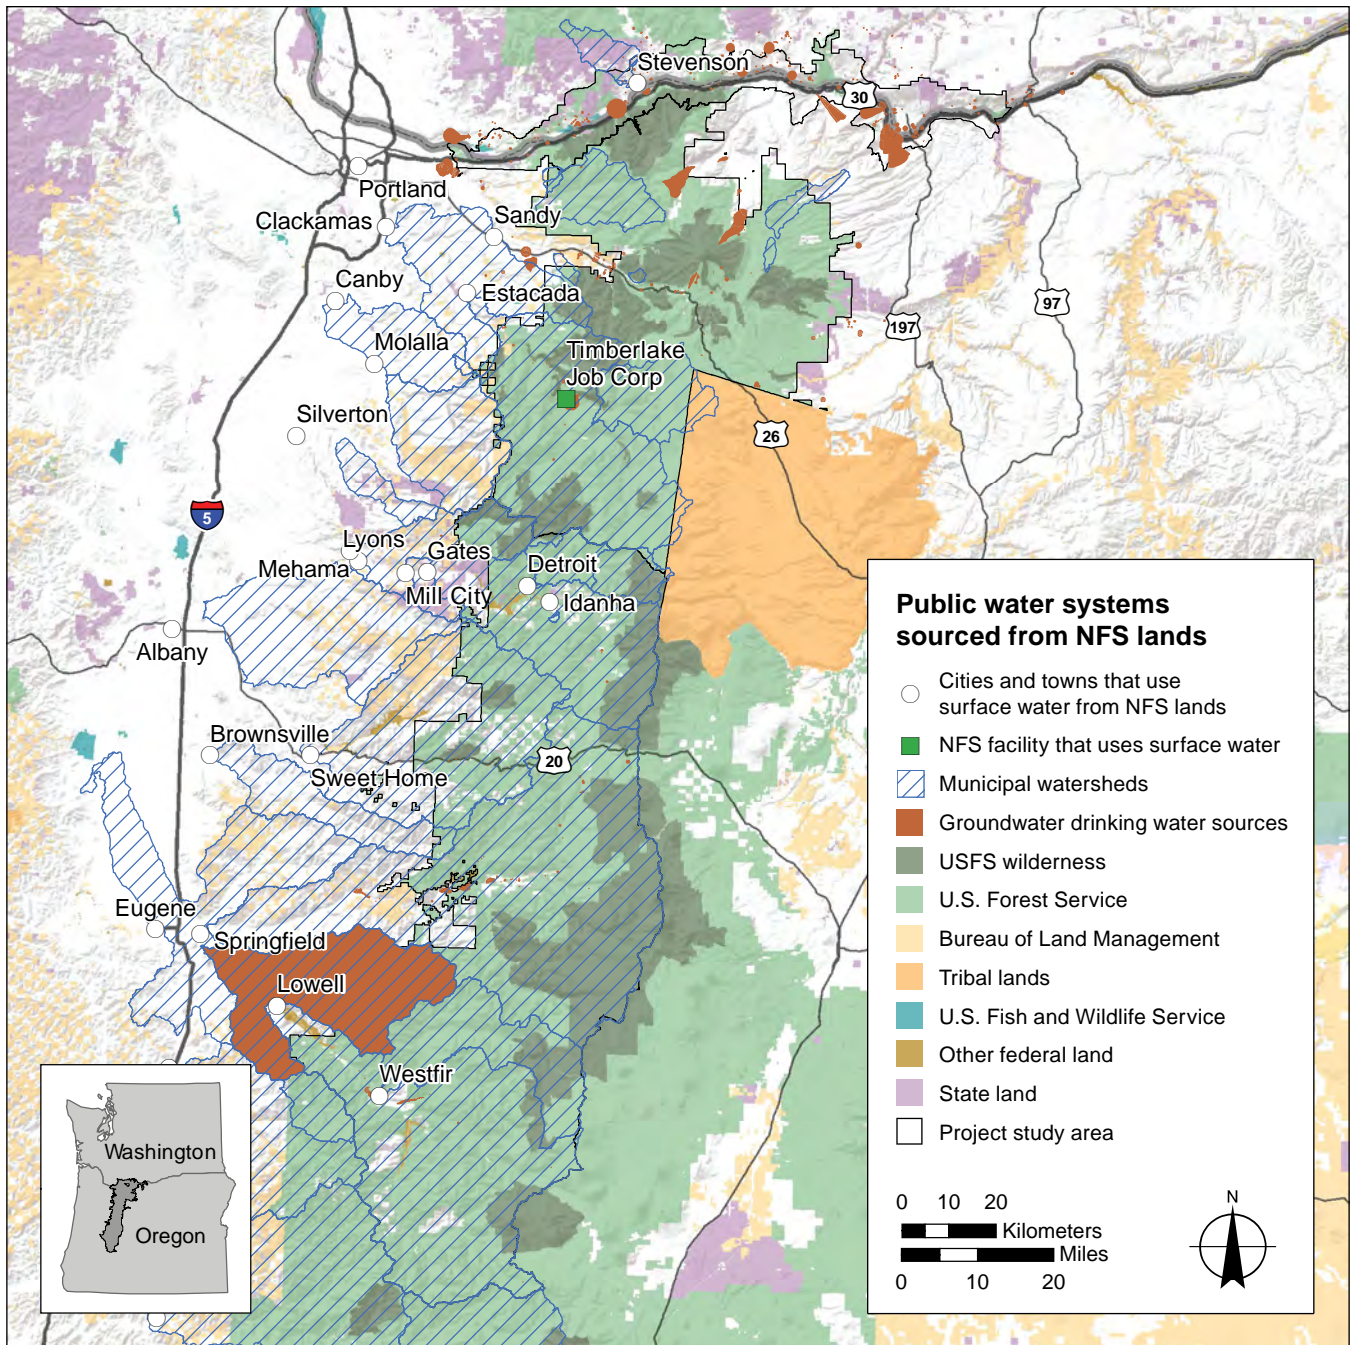 Stevenson
30
Portland
Clackamas
Sandy
Canby
Estacada
97
197
Molalla
Timberlake
Job Corp
Silverton
26
5
Lyons
Gates
Mehama
Detroit
Mill City
Idanha
Albany
Brownsville
20
Sweet Home
Eugene
Springfield
Lowell
Westfir
Washington
Oregon
Public water systems
sourced from NFS lands
Cities and towns that use
surface water from NFS lands
NFS facility that uses surface water
Municipal watersheds
Groundwater drinking water sources
USFS wilderness
U.S. Forest Service
Bureau of Land Management
Tribal lands
U.S. Fish and Wildlife Service
Other federal land
State land
Project study area
0 10 20
Kilometers
Miles
0 10 20
N